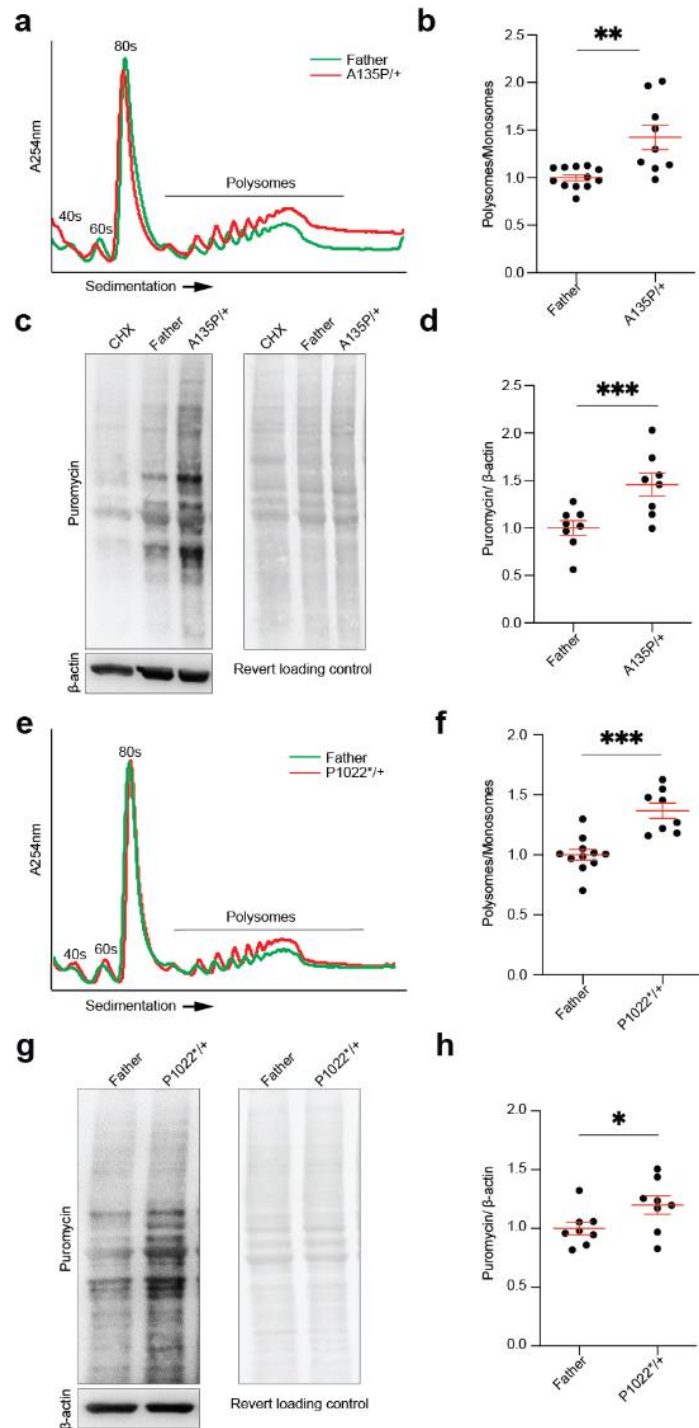 a
80s
Father
A135P/+
A254nm
Polysomes
40s
60s
Sedimentation
b
**
Polysomes/Monosomes
2.5
2.0
1.5
1.0
0.5
0.0
Father
A135P/+
c
CHX
Father
A135P/+
CHX
Father
A135P/+
Puromycin
β-actin
Revert loading control
d
***
Puromycin/ β-actin
2.5
2.0
1.5
1.0
0.5
0.0
Father
A135P/+
e
80s
Father
P1022*/+
A254nm
Polysomes
40s
60s
Sedimentation
f
***
Polysomes/Monosomes
2.0
1.5
1.0
0.5
0.0
Father
P1022*/+
g
Father
P1022*/+
Father
P1022*/+
Puromycin
β-actin
Revert loading control
h
*
Puromycin/ β-actin
2.0
1.5
1.0
0.5
0.0
Father
P1022*/+